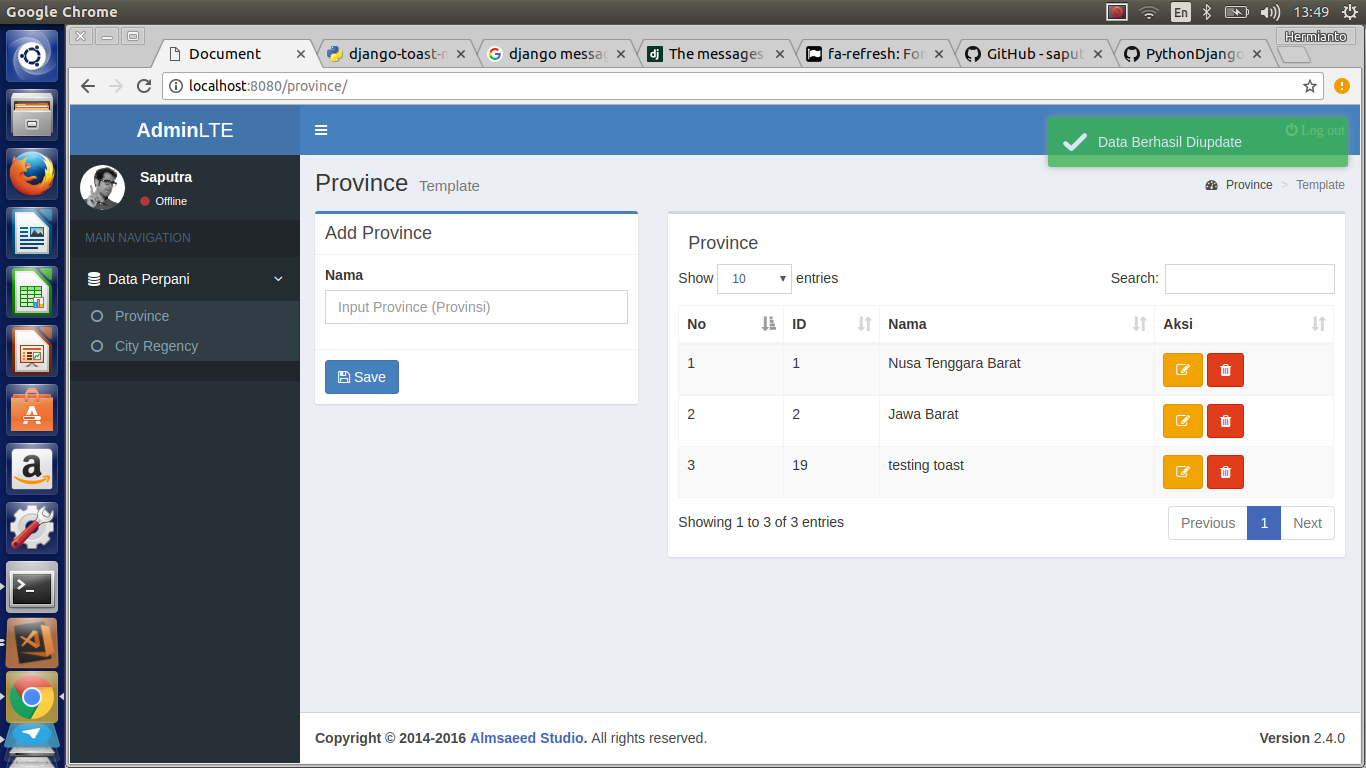 Google Chrome
En
13:49
Hermianto
Document
django-toast-m
django messag
The messages
fa-refresh: For
GitHub - saput
PythonDjango
localhost:8080/province/
AdminLTE
Log out
Data Berhasil Diupdate
Saputra
Offline
MAIN NAVIGATION
Data Perpani
Province
City Regency
Province Template
Province > Template
Add Province
Nama
Input Province (Provinsi)
Save
Province
Show 10 entries
Search:
No ID Nama Aksi
1 1 Nusa Tenggara Barat
2 2 Jawa Barat
3 19 testing toast
Showing 1 to 3 of 3 entries
Previous 1 Next
Copyright © 2014-2016 Almsaeed Studio. All rights reserved.
Version 2.4.0